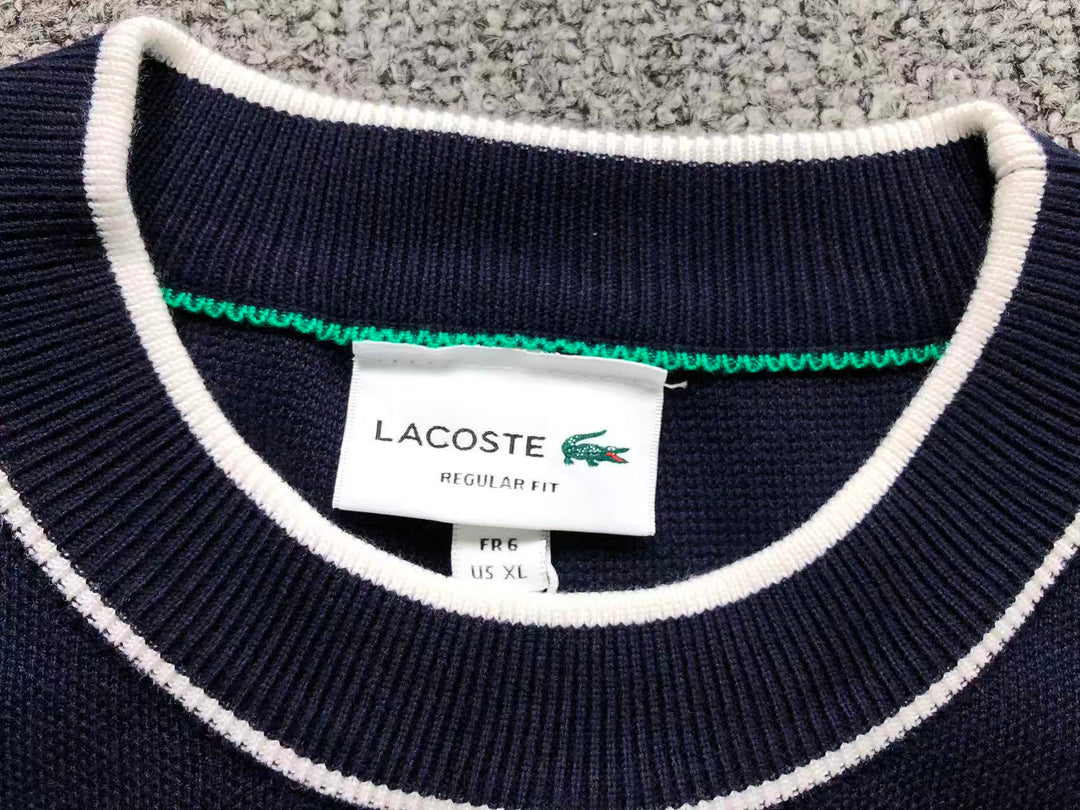 LACOSTE
REGULAR FIT
FR 6
US XL